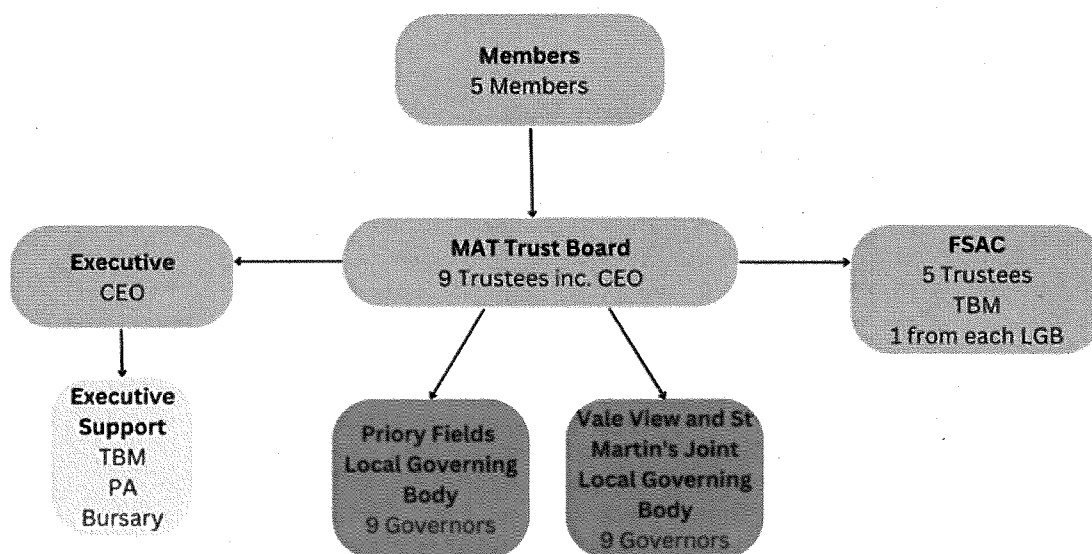 Members
5 Members
MAT Trust Board
9 Trustees inc. CEO
Executive
CEO
FSAC
5 Trustees
TBM
1 from each LGB
Executive
Support
TBM
PA
Bursary
Priory Fields
Local Governing
Body
9 Governors
Vale View and St
Martin's Joint
Local Governing
Body
9 Governors